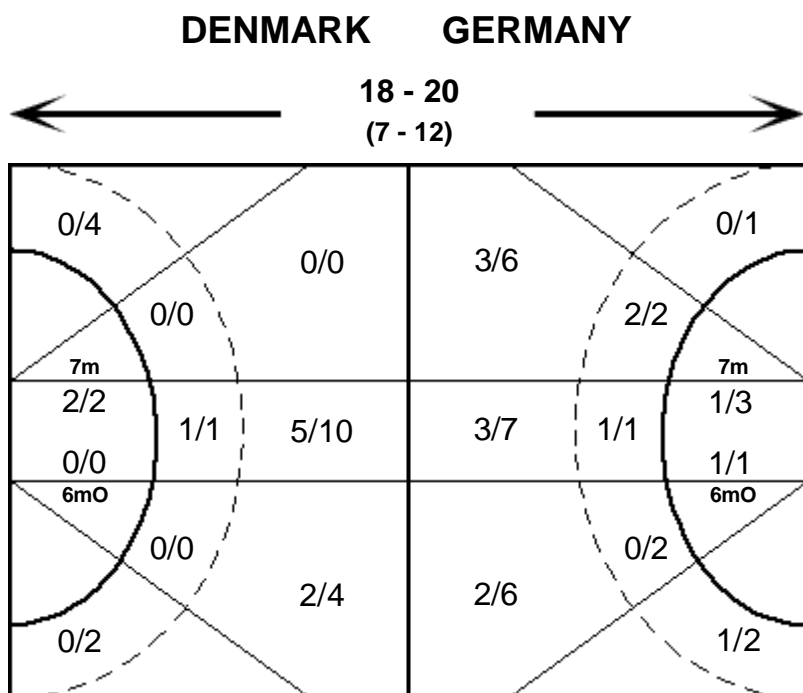 DENMARK GERMANY
18 - 20
(7 - 12)
0/4 0/1
0/0 3/6
0/0 2/2
7m 7m
2/2 1/3
1/1 5/10 3/7 1/1
0/0 1/1
6mO 6mO
0/0 0/2
2/4 2/6
0/2 1/2